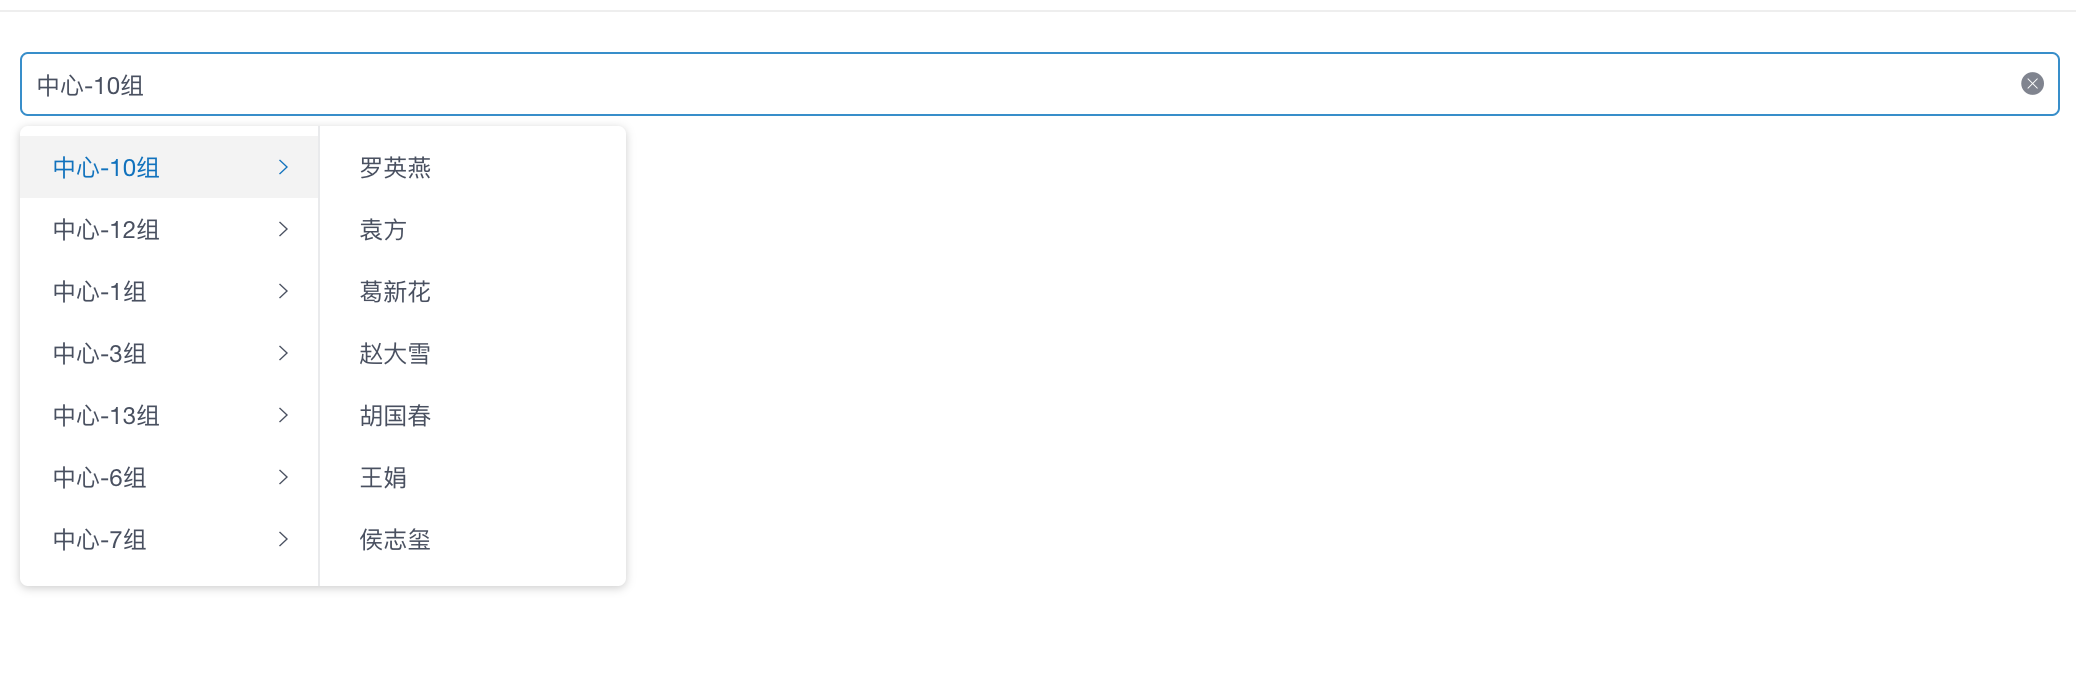 中心-10组
中心-10组
中心-12组
中心-1组
中心-3组
中心-13组
中心-6组
中心-7组
罗英燕
袁方
葛新花
赵大雪
胡国春
王娟
侯志玺